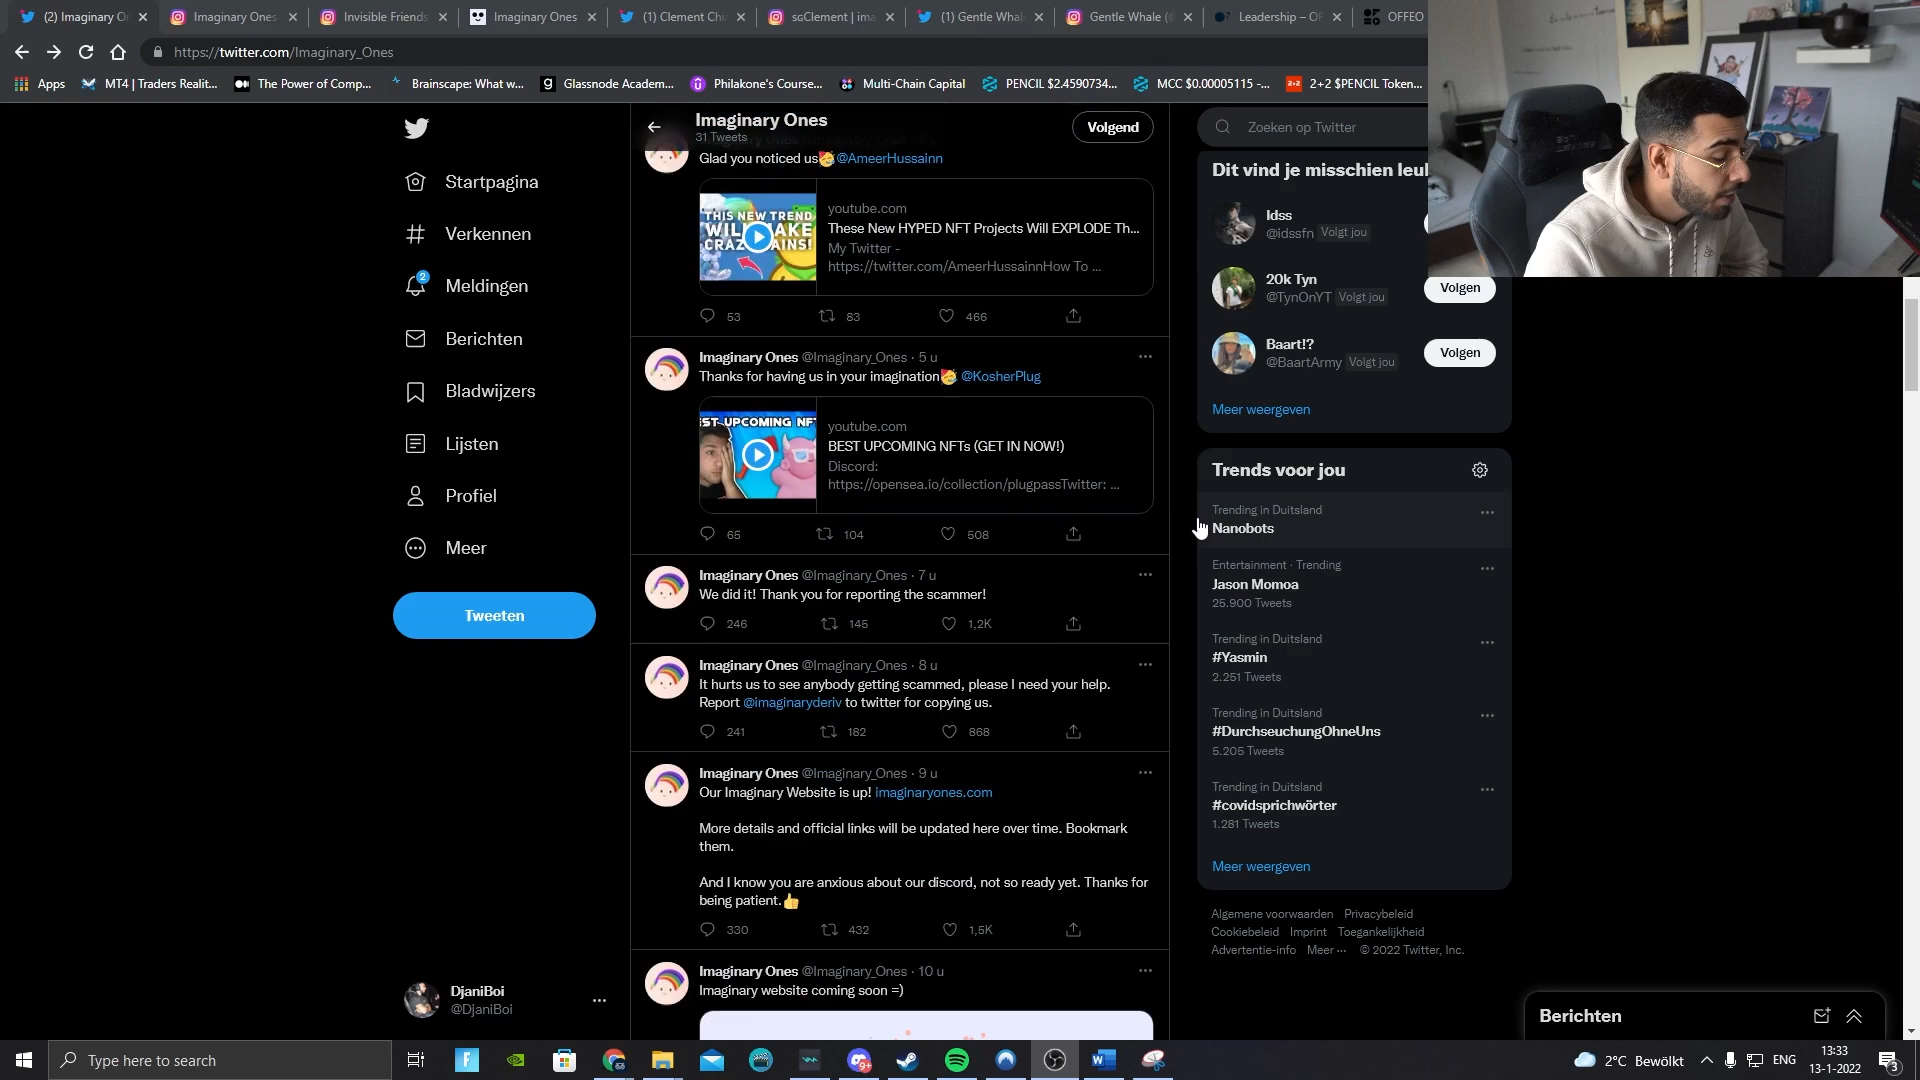 (2) Imaginary Or
Imaginary Ones
Invisible Friends
Imaginary Ones
(1) Clement Chi
sgClement | ima
(1) Gentle Wha
Gentle Whale (@
Leadership – OF
OFFEO
https://twitter.com/Imaginary_Ones
Apps
MT4 | Traders Realit...
The Power of Comp...
Brainscape: What w...
Glassnode Academ...
Philakone's Course...
Multi-Chain Capital
PENCIL $2.4590734...
MCC $0.00005115 -...
2+2 $PENCIL Token...
Startpagina
Verkennen
2
Meldingen
Berichten
Bladwijzers
Lijsten
Profiel
Meer
Tweeten
DjaniBoi
@DjaniBoi
Imaginary Ones
31 Tweets
Volgend
Glad you noticed us @AmeerHussainn
THIS NEW TREND
WILL MAKE
youtube.com
These New HYPED NFT Projects Will EXPLODE Th...
My Twitter -
https://twitter.com/AmeerHussainnHow To ...
53
83
466
Imaginary Ones @Imaginary_Ones · 5 u
Thanks for having us in your imagination @KosherPlug
ST UPCOMING NF
youtube.com
BEST UPCOMING NFTs (GET IN NOW!)
Discord:
https://opensea.io/collection/plugpassTwitter: ...
65
104
508
Imaginary Ones @Imaginary_Ones · 7 u
We did it! Thank you for reporting the scammer!
246
145
1,2K
Imaginary Ones @Imaginary_Ones · 8 u
It hurts us to see anybody getting scammed, please I need your help.
Report @imaginaryderiv to twitter for copying us.
241
182
868
Imaginary Ones @Imaginary_Ones · 9 u
Our Imaginary Website is up! imaginaryones.com
More details and official links will be updated here over time. Bookmark
them.
And I know you are anxious about our discord, not so ready yet. Thanks for
being patient.
330
432
1,5K
Imaginary Ones @Imaginary_Ones · 10 u
Imaginary website coming soon =)
Zoeken op Twitter
Dit vind je misschien leu
Idss
@idssfn Volgt jou
20k Tyn
@TynOnYT Volgt jou
Volgen
Baart!?
@BaartArmy Volgt jou
Volgen
Meer weergeven
Trends voor jou
Trending in Duitsland
Nanobots
Entertainment · Trending
Jason Momoa
25.900 Tweets
Trending in Duitsland
#Yasmin
2.251 Tweets
Trending in Duitsland
#DurchseuchungOhneUns
5.205 Tweets
Trending in Duitsland
#covidsprichwörter
1.281 Tweets
Meer weergeven
Algemene voorwaarden Privacybeleid
Cookiebeleid Imprint Toegankelijkheid
Advertentie-info Meer ··· © 2022 Twitter, Inc.
Berichten
Type here to search
2°C Bewölkt
ENG
13:33
13-1-2022
3